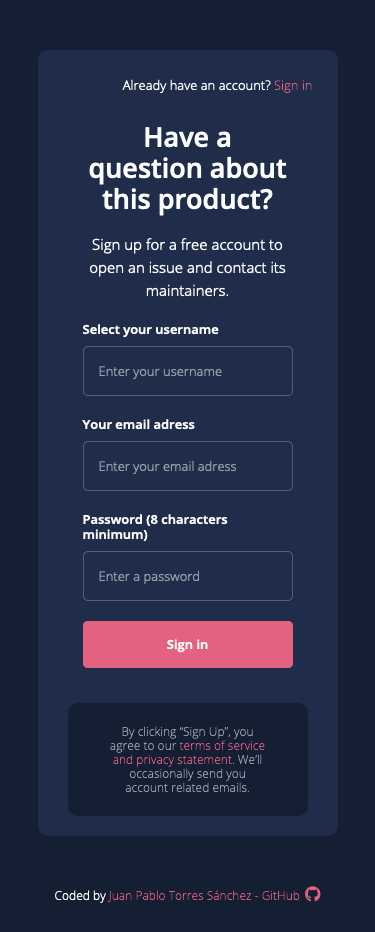 Already have an account? Sign in
Have a
question about
this product?
Sign up for a free account to
open an issue and contact its
maintainers.
Select your username
Enter your username
Your email adress
Enter your email adress
Password (8 characters
minimum)
Enter a password
Sign in
By clicking “Sign Up”, you
agree to our terms of service
and privacy statement. We’ll
occasionally send you
account related emails.
Coded by Juan Pablo Torres Sánchez - GitHub